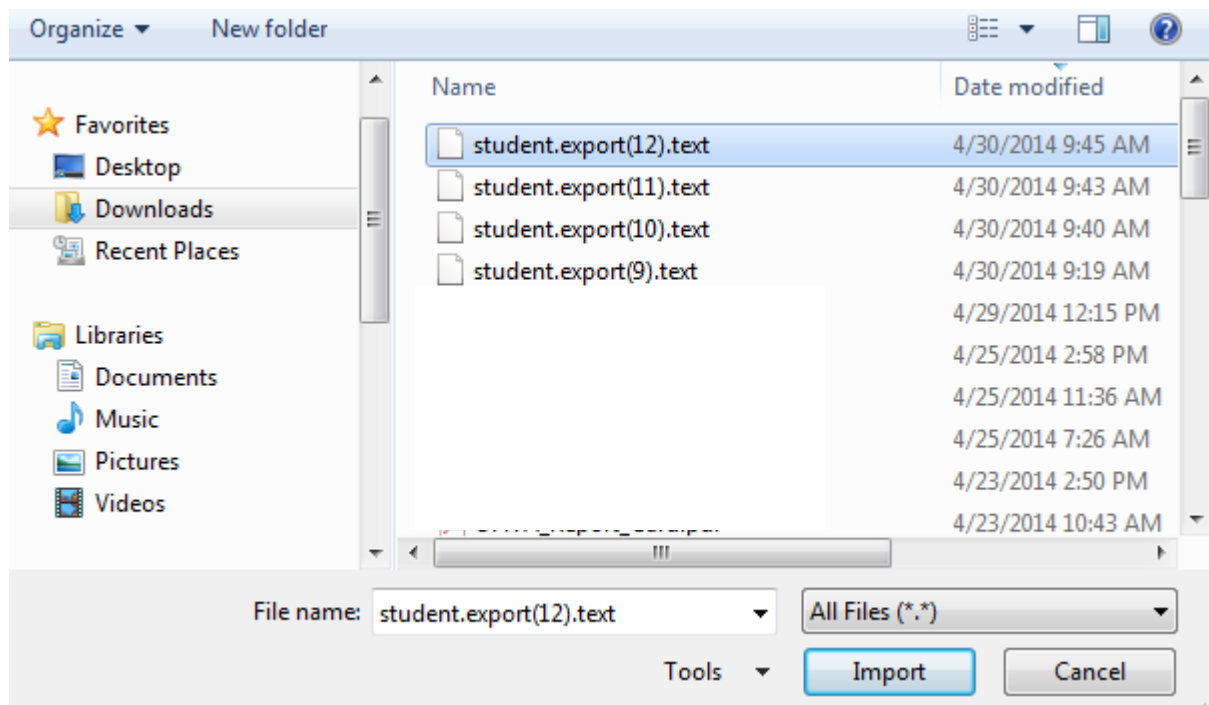 Organize New folder
Name Date modified
Favorites
Desktop
Downloads
Recent Places
Libraries
Documents
Music
Pictures
Videos
student.export(12).text 4/30/2014 9:45 AM
student.export(11).text 4/30/2014 9:43 AM
student.export(10).text 4/30/2014 9:40 AM
student.export(9).text 4/30/2014 9:19 AM
4/29/2014 12:15 PM
4/25/2014 2:58 PM
4/25/2014 11:36 AM
4/25/2014 7:26 AM
4/23/2014 2:50 PM
4/23/2014 10:43 AM
File name: student.export(12).text All Files (*.*)
Tools Import Cancel